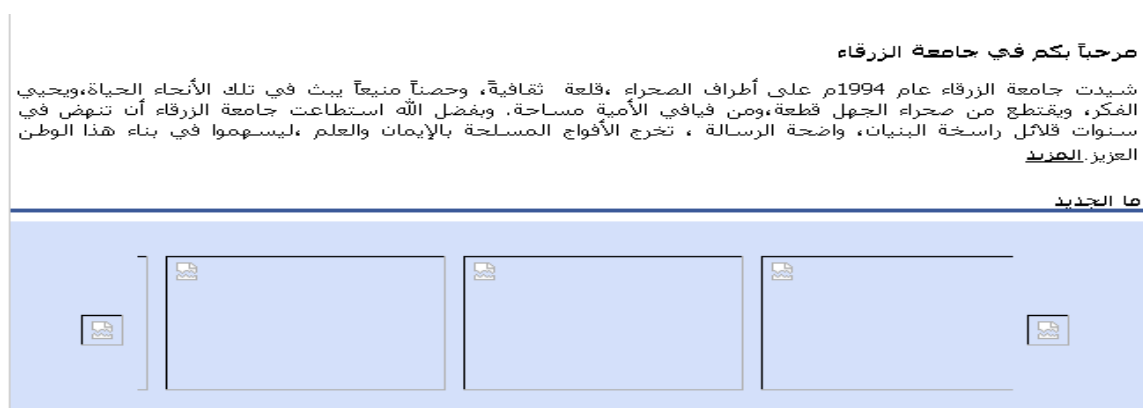 مرحباً بكم في جامعة الزرقاء
شيدت جامعة الزرقاء عام 1994م على أطراف الصحراء ،قلعة ثقافية، وحصناً منيعاً يبث في تلك الأنحاء الحياة،ويحيي
الفكر، ويقتطع من صحراء الجهل قطعة،ومن فيافي الأمية مساحة. وبفضل الله استطاعت جامعة الزرقاء أن تنهض في
سنوات قلائل راسخة البنيان، واضحة الرسالة ، تخرج الأفواج المسلحة بالإيمان والعلم ،ليسهموا في بناء هذا الوطن
العزيز.المزيد
ما الجديد